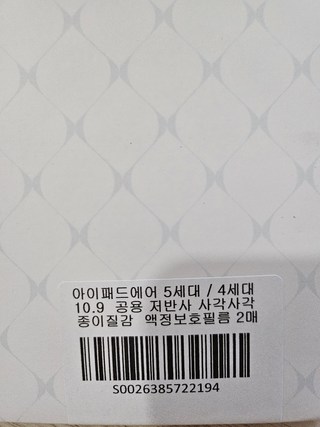 아이패드에어 5세대 / 4세대
10.9 공용 저반사 사각사각
종이질감 액정보호필름 2매
S0026385722194